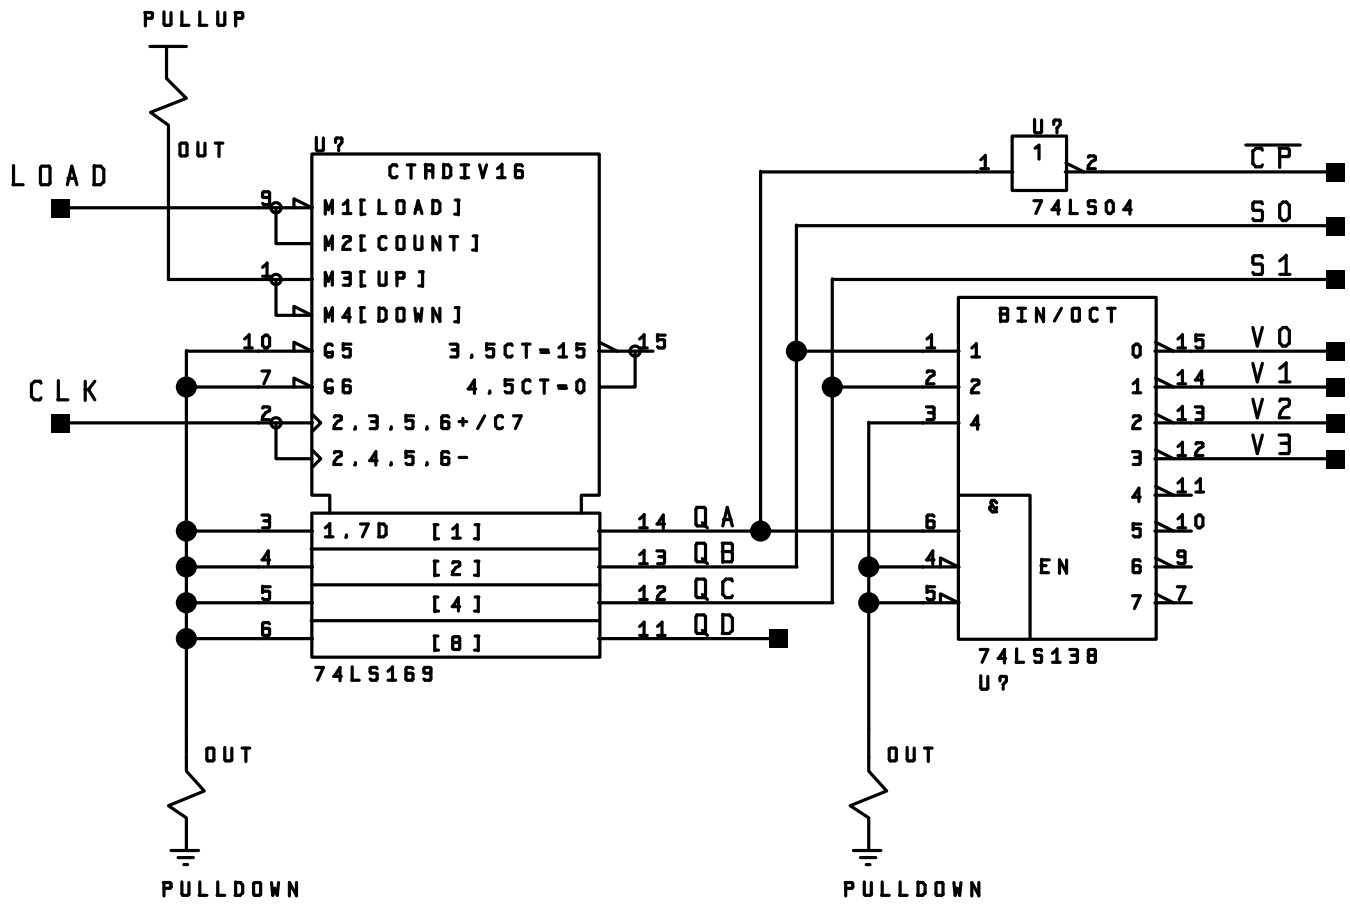 PULLUP
OUT
LOAD
CLK
U?
CTRDIV16
9
M1[LOAD]
M2[COUNT]
1
M3[UP]
M4[DOWN]
10
G5
3,5CT=15
15
7
G6
4,5CT=0
2
2,3,5,6+/C7
2,4,5,6-
3
1,7D
[1]
14
QA
4
[2]
13
QB
5
[4]
12
QC
6
[8]
11
QD
74LS169
OUT
PULLDOWN
U?
1
1
2
74LS04
CP
S0
S1
BIN/OCT
1
1
0
15
V0
2
2
1
14
V1
3
4
2
13
V2
3
12
V3
&
4
11
6
5
10
4
EN
6
9
5
7
7
74LS138
U?
OUT
PULLDOWN